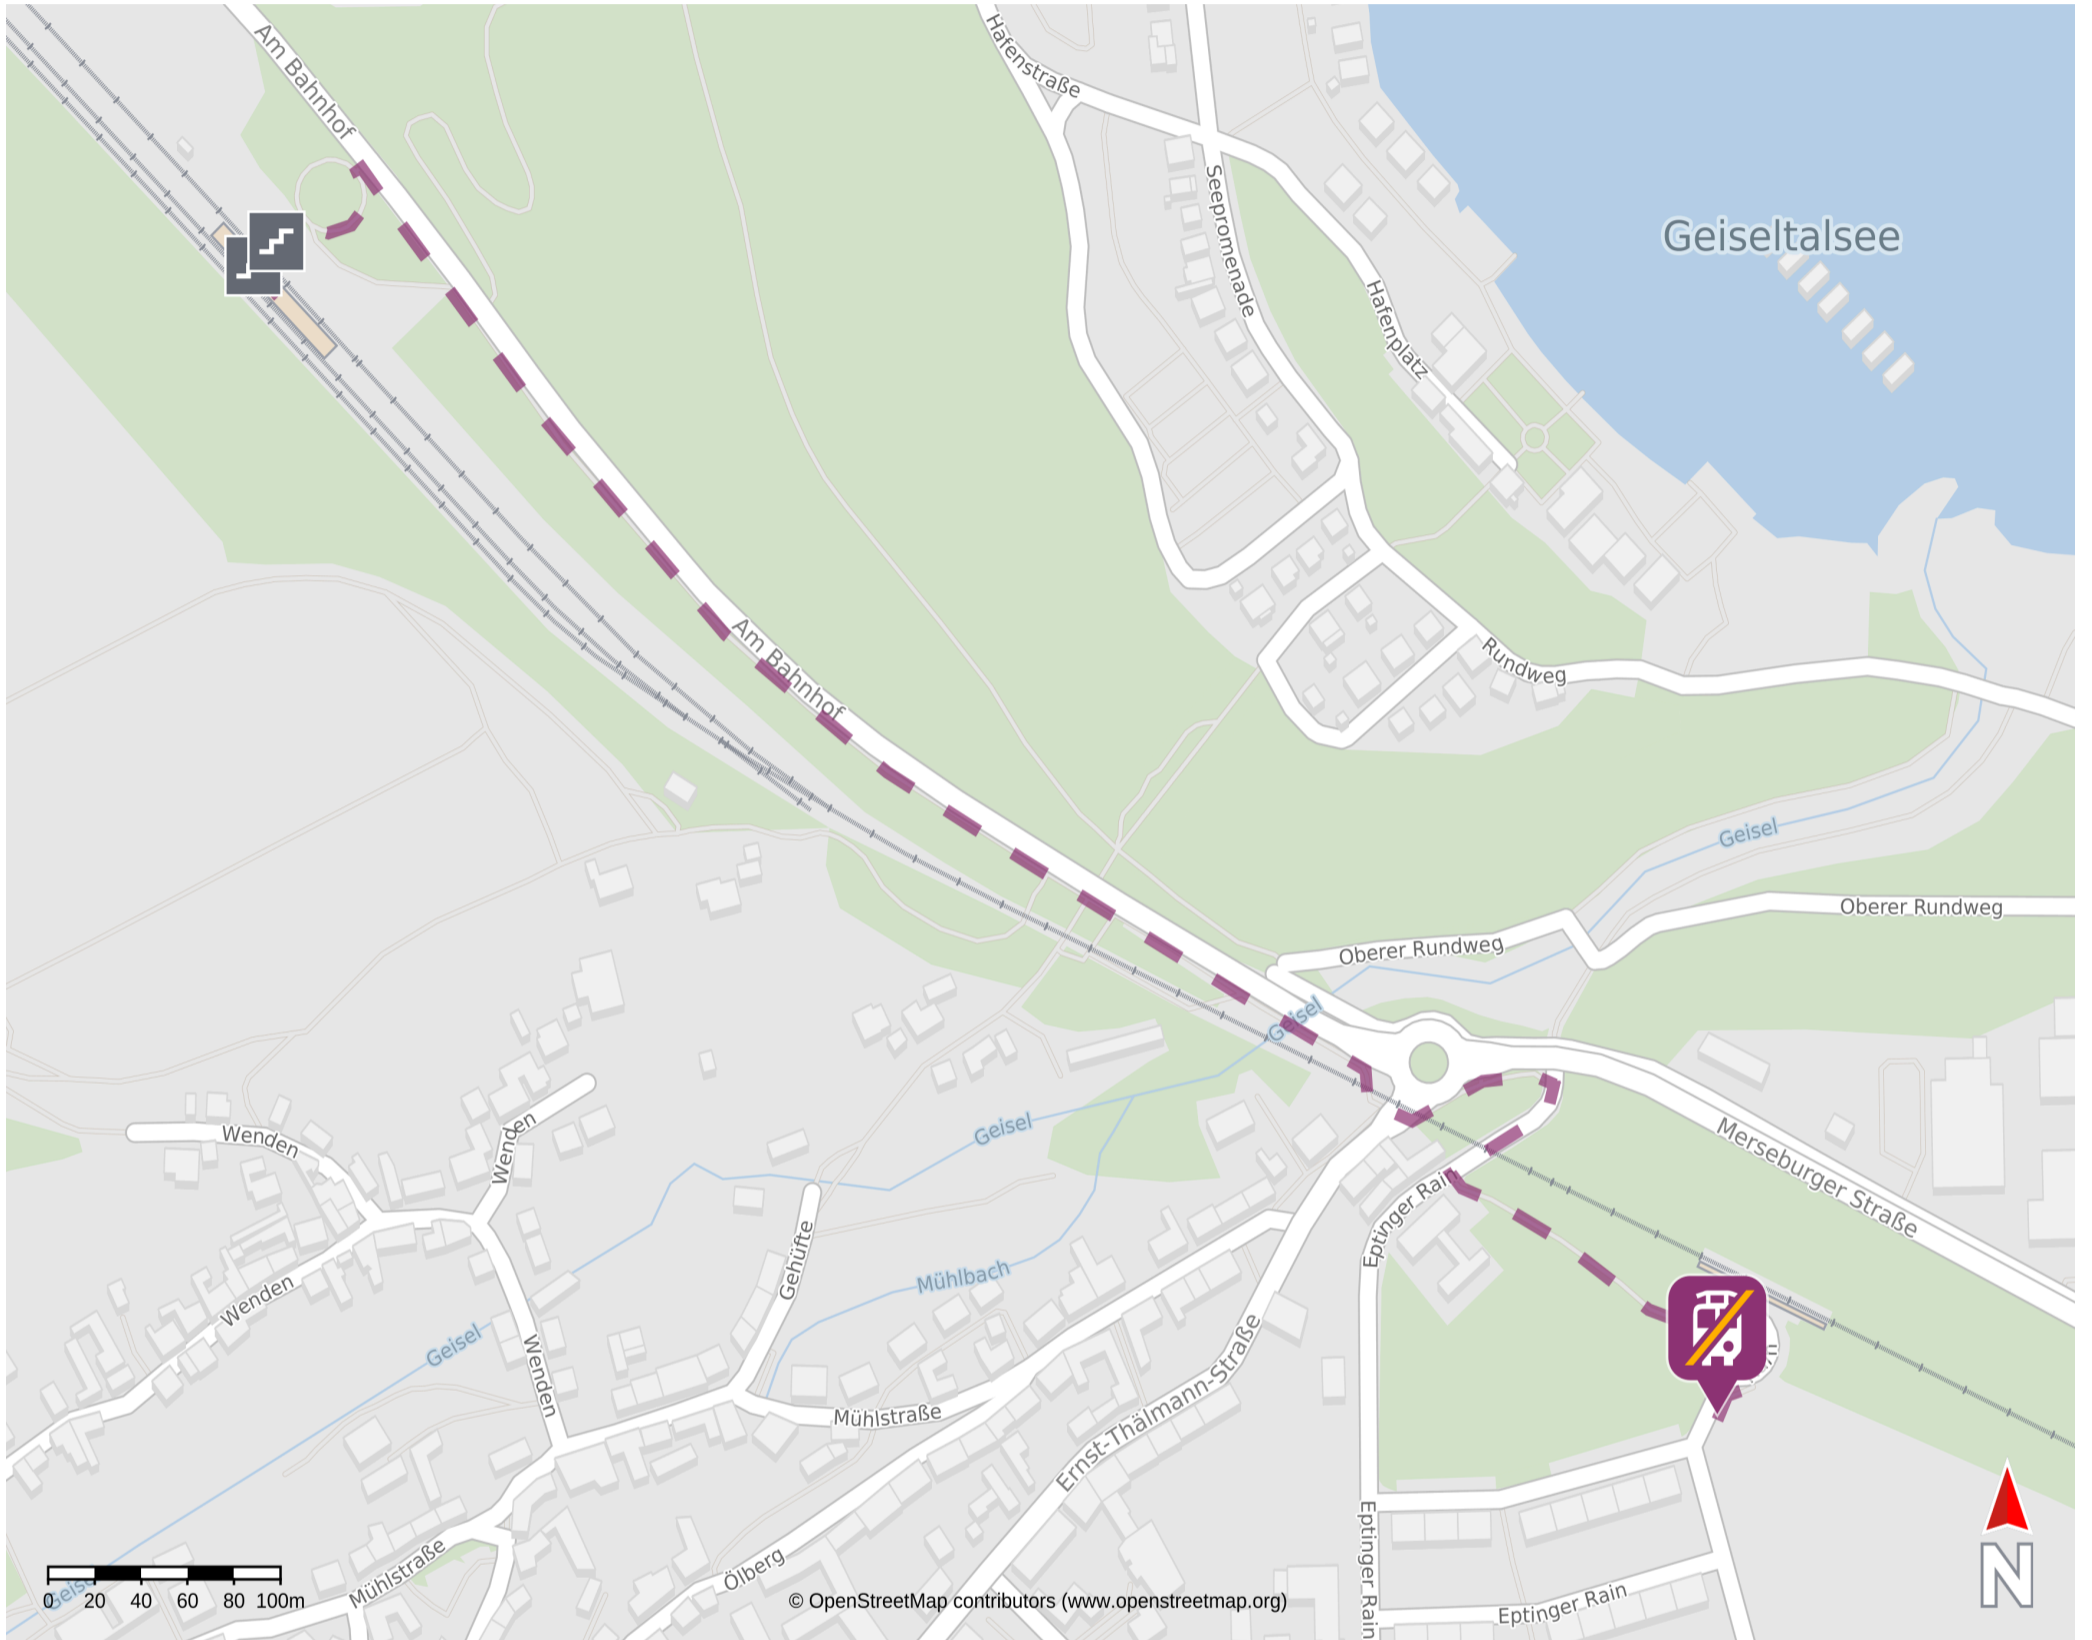 Am Bahnhof
Hafenstraße
Seepromenade
Geiseltalsee
Hafenplatz
Am Bahnhof
Rundweg
Geisel
Oberer Rundweg
Oberer Rundweg
Geisel
Geisel
Wenden
Wenden
Merseburger Straße
Eptinger Rain
Gehüfte
Mühlbach
Wenden
Geisel
Wenden
Mühlstraße
Ernst-Thälmann-Straße
Eptinger Rain
Mühlstraße
Ölberg
Eptinger Rain
Geisel
0 20 40 60 80 100m
© OpenStreetMap contributors (www.openstreetmap.org)
N